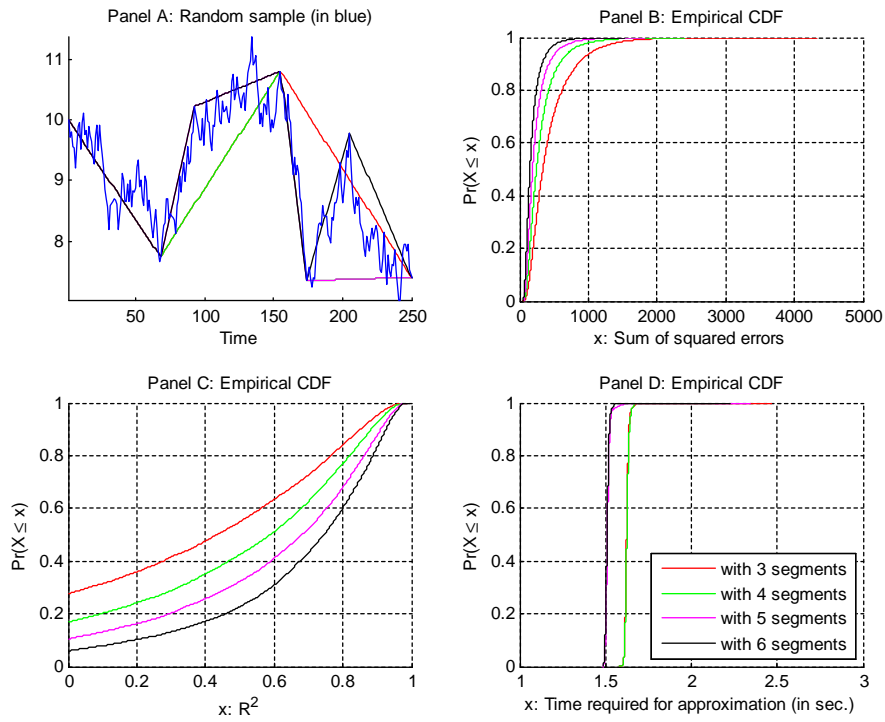 Panel A: Random sample (in blue)
11
10
9
8
50
100
150
200
250
Time
Panel B: Empirical CDF
1
0.8
0.6
0.4
0.2
0
0
1000
2000
3000
4000
5000
Pr(X ≤ x)
x: Sum of squared errors
Panel C: Empirical CDF
1
0.8
0.6
0.4
0.2
0
0
0.2
0.4
0.6
0.8
1
Pr(X ≤ x)
x: R²
Panel D: Empirical CDF
1
0.8
0.6
0.4
0.2
0
1
1.5
2
2.5
3
Pr(X ≤ x)
x: Time required for approximation (in sec.)
with 3 segments
with 4 segments
with 5 segments
with 6 segments